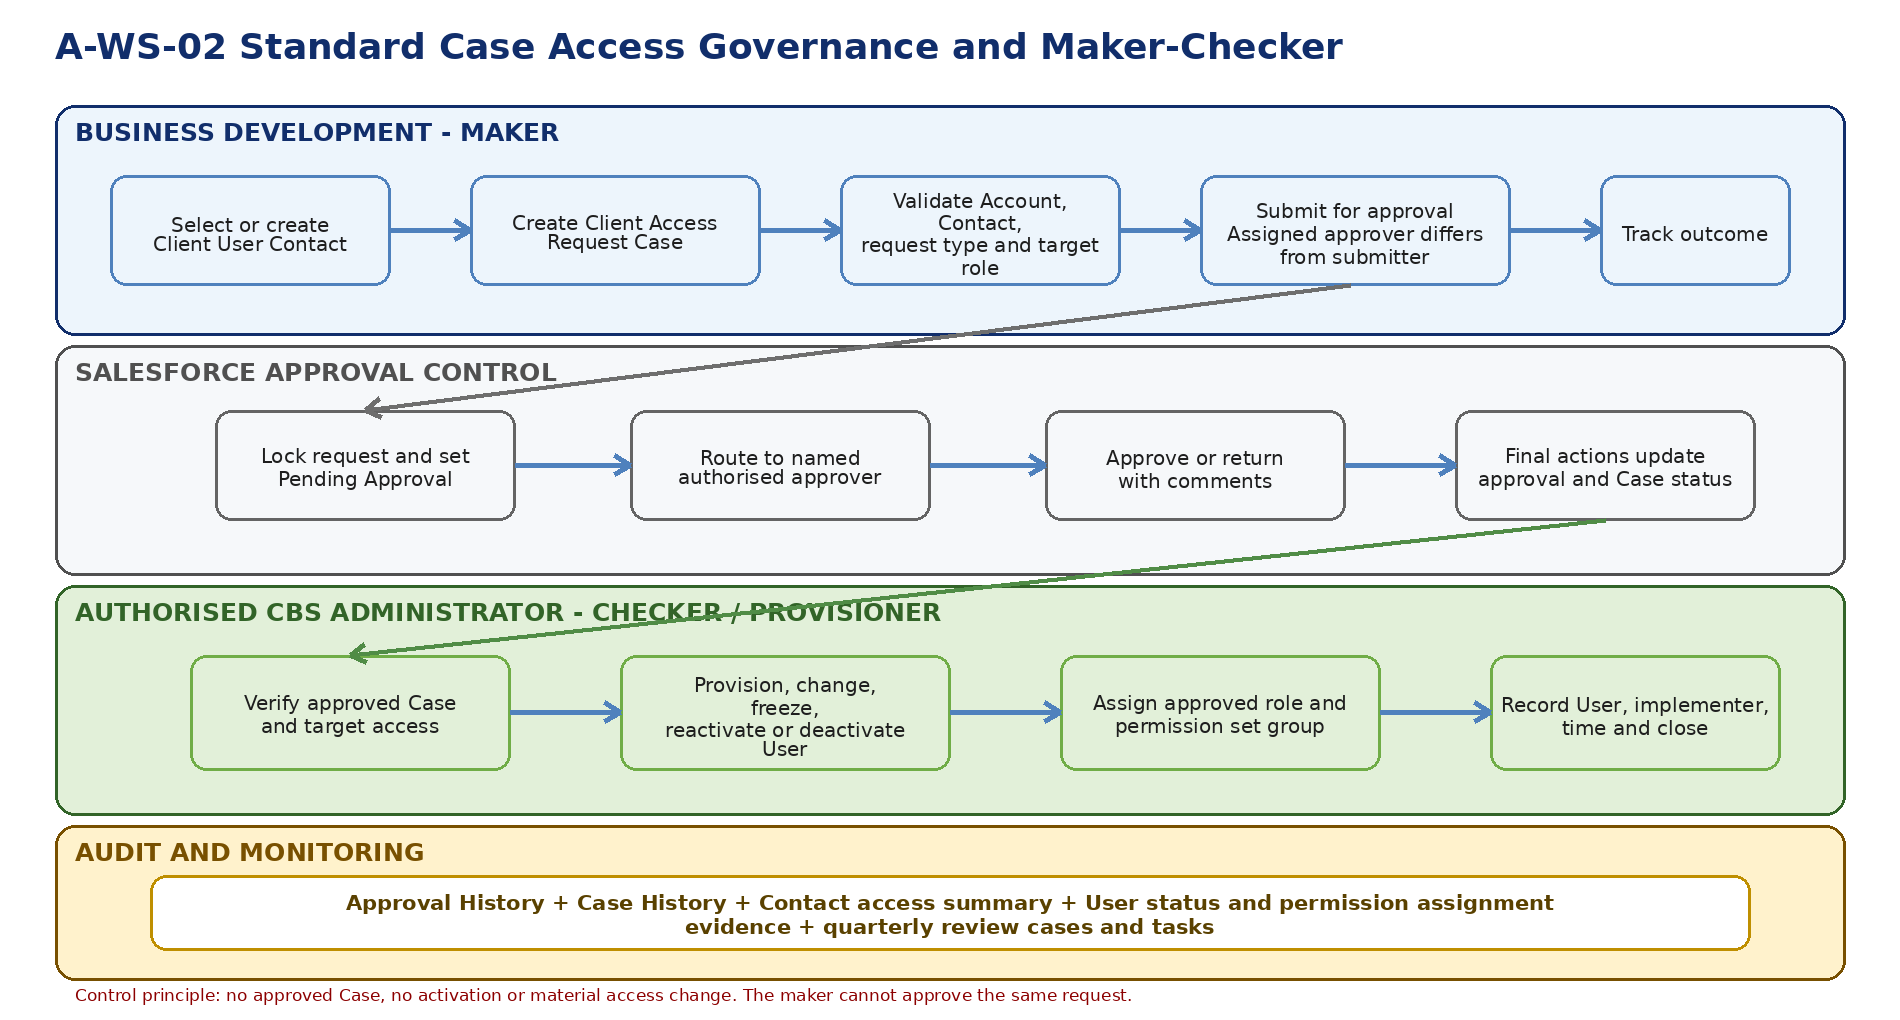 A-WS-02 Standard Case Access Governance and Maker-Checker
BUSINESS DEVELOPMENT - MAKER
Select or create
Client User Contact
Create Client Access
Request Case
Validate Account,
Contact,
request type and target
role
Submit for approval
Assigned approver differs
from submitter
Track outcome
SALESFORCE APPROVAL CONTROL
Lock request and set
Pending Approval
Route to named
authorised approver
Approve or return
with comments
Final actions update
approval and Case status
AUTHORISED CBS ADMINISTRATOR - CHECKER / PROVISIONER
Verify approved Case
and target access
Provision, change,
freeze,
reactivate or deactivate
User
Assign approved role and
permission set group
Record User, implementer,
time and close
AUDIT AND MONITORING
Approval History + Case History + Contact access summary + User status and permission assignment
evidence + quarterly review cases and tasks
Control principle: no approved Case, no activation or material access change. The maker cannot approve the same request.